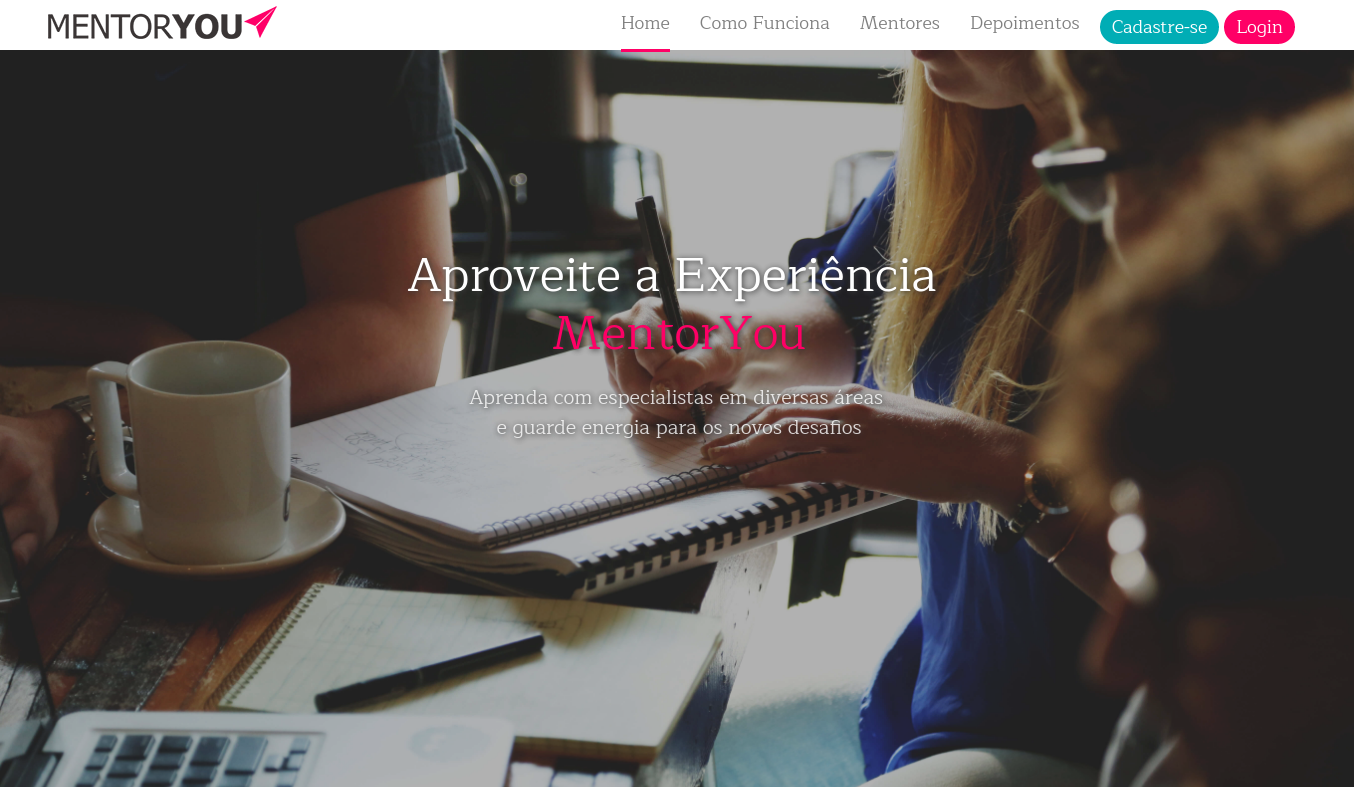 MENTORYOU
Home Como Funciona Mentores Depoimentos Cadastre-se Login
Aproveite a Experiência
MentorYou
Aprenda com especialistas em diversas áreas
e guarde energia para os novos desafios